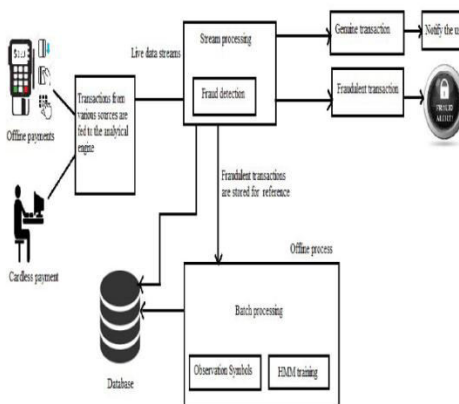 Offline payments
Cardless payment
Transactions from
various sources are
fed to the analytical
engine
Live data streams
Stream processing
Fraud detection
Genuine transaction
Notify the u
Fraudulent transaction
Fraudulent transactions
are stored for reference
Offline process
Batch processing
Observation Symbols
HMM training
Database